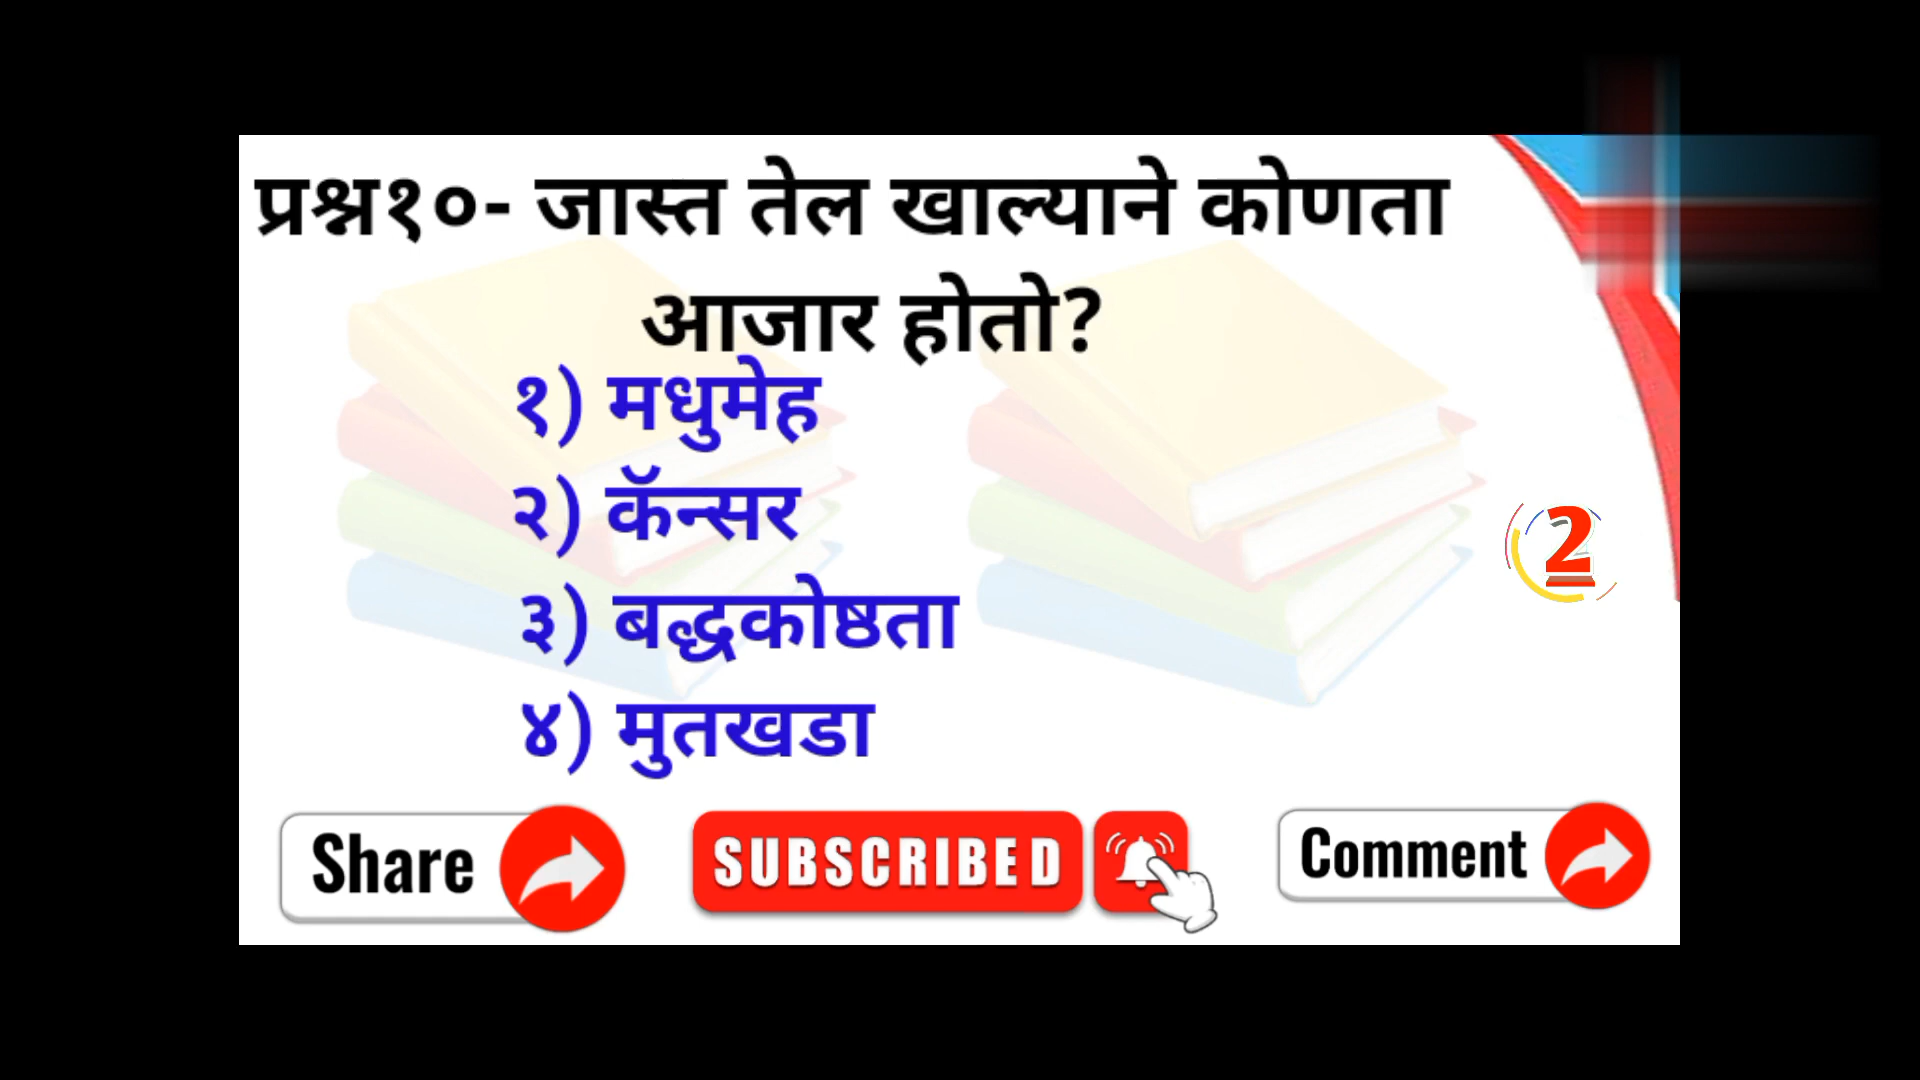 प्रश्न१०- जास्त तेल खाल्याने कोणता
आजार होतो?
१) मधुमेह
२) कॅन्सर
३) बद्धकोष्ठता
४) मुतखडा
2
Share
SUBSCRIBED
Comment